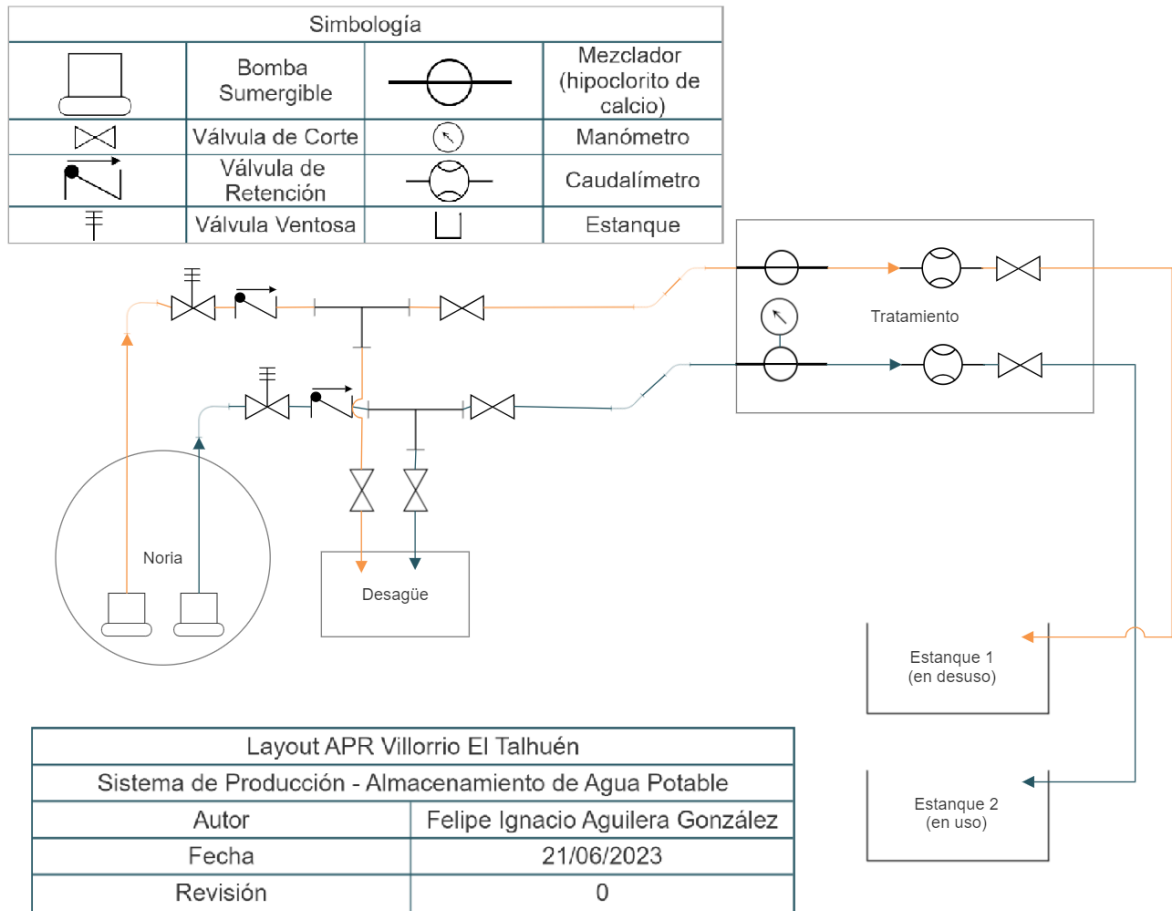 Simbología
Bomba
Sumergible
Mezclador
(hipoclorito de
calcio)
Válvula de Corte
Manómetro
Válvula de
Retención
Caudalímetro
Válvula Ventosa
Estanque
Tratamiento
Noria
Desagüe
Estanque 1
(en desuso)
Estanque 2
(en uso)
Layout APR Villorrio El Talhuén
Sistema de Producción - Almacenamiento de Agua Potable
Autor
Felipe Ignacio Aguilera González
Fecha
21/06/2023
Revisión
0